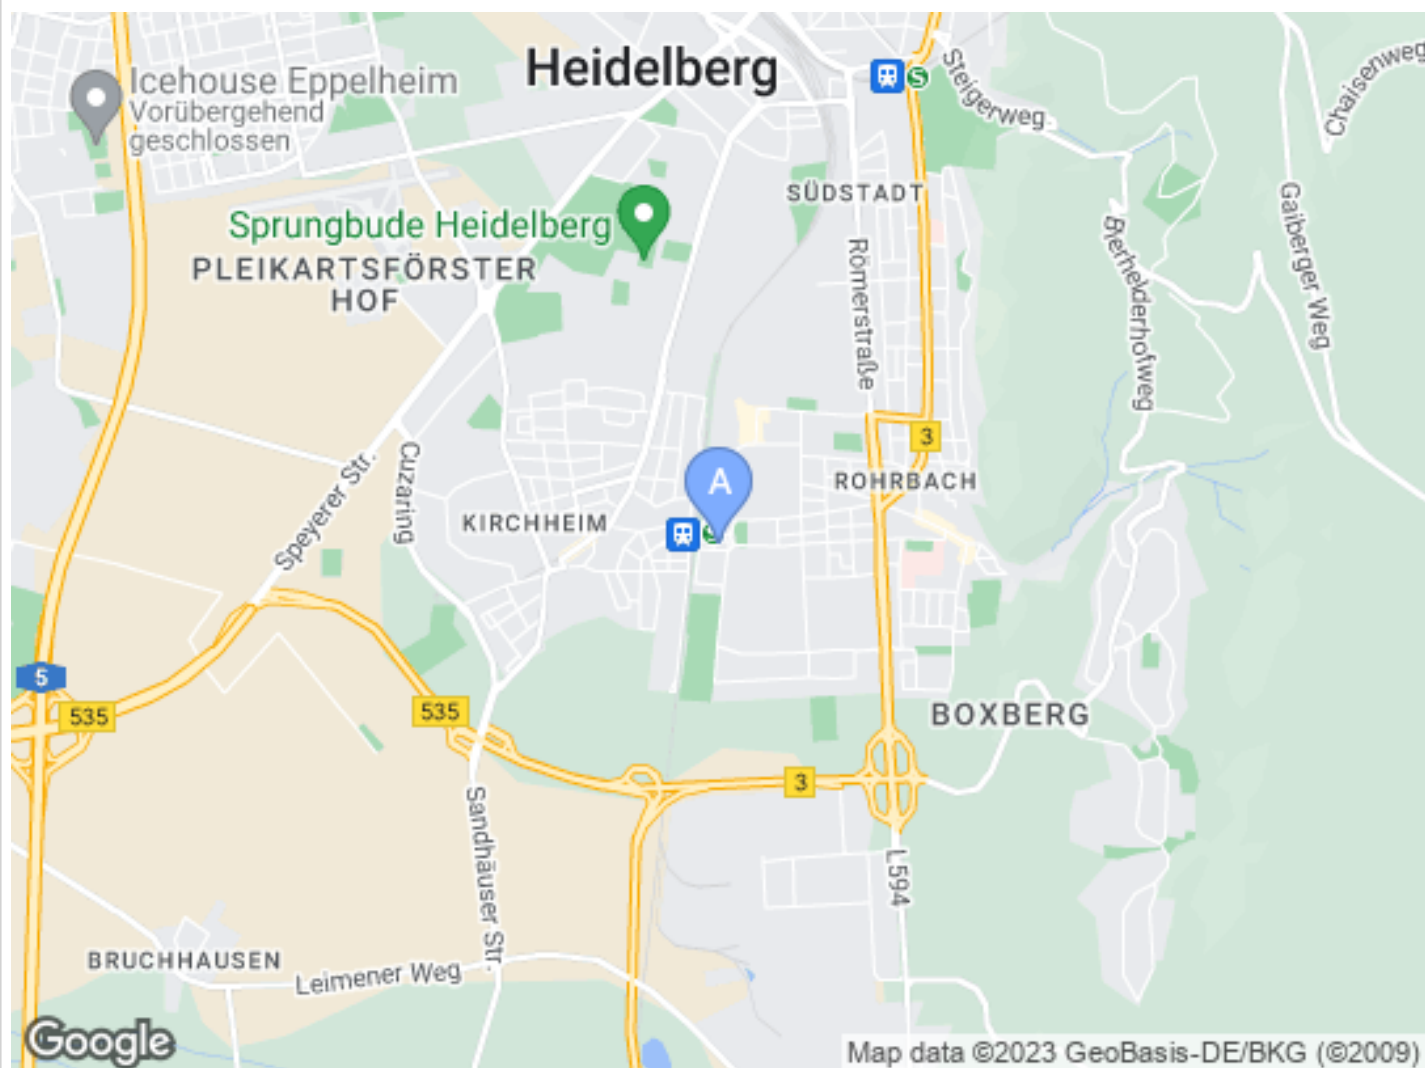 Heidelberg
Icehouse Eppelheim
Vorübergehend
geschlossen
S
Steigerweg
Chaisenweg
SÜDSTADT
Sprungbude Heidelberg
PLEIKARTSFÖRSTER
HOF
Römerstraße
Bierhelderhofweg
Gaiberger Weg
3
Speyerer Str.
Cuzaring
A
ROHRBACH
KIRCHHEIM
S
5
535
535
BOXBERG
3
Sandhäuser Str.
L594
BRUCHHAUSEN
Leimener Weg
Google
Map data ©2023 GeoBasis-DE/BKG (©2009)